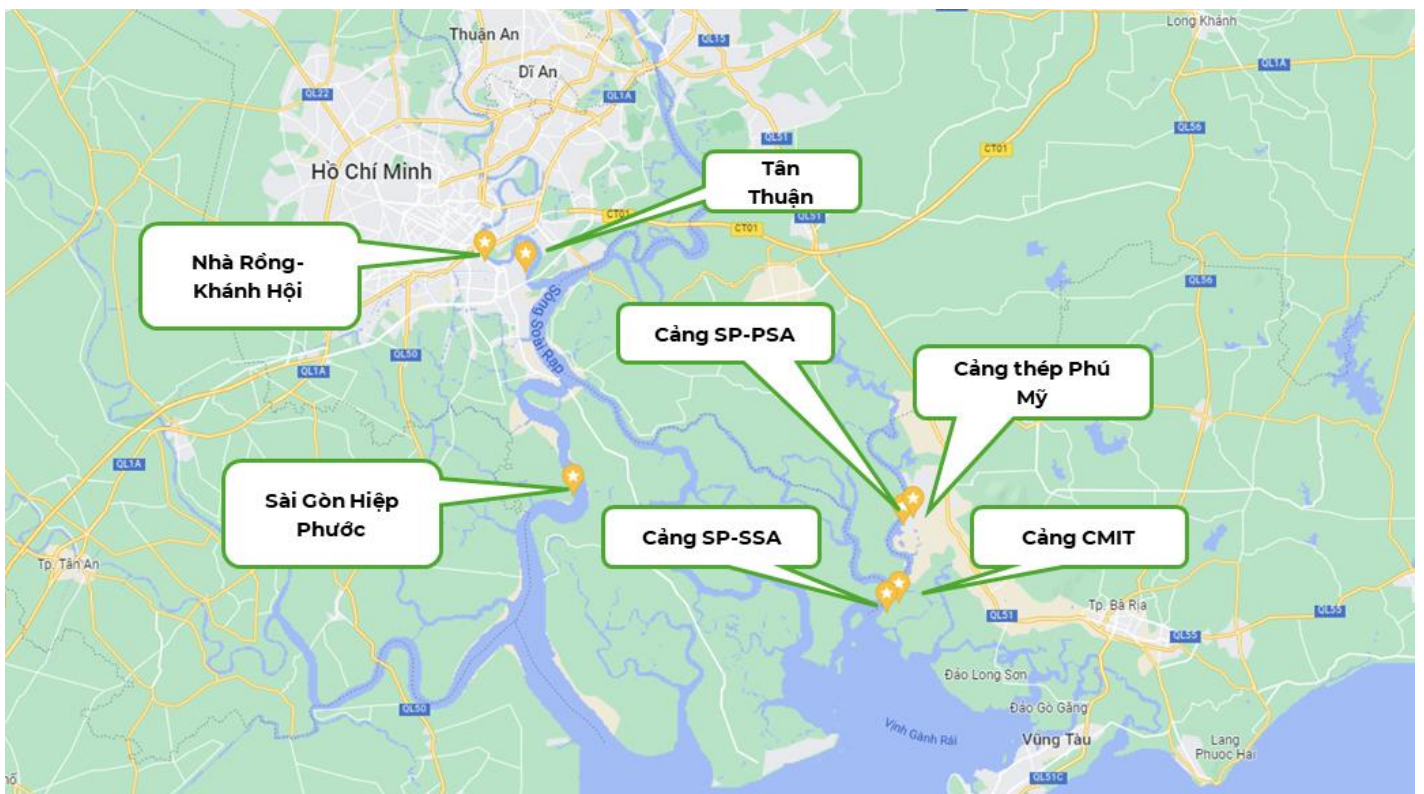 Long Khánh
Thuận An
QL15
Dĩ An
QL1A
QL22
QL1A
QL56
QL51
CT01
Hồ Chí Minh
Tân
Thuận
CT01
QL51
CT01
Nhà Rồng-
Khánh Hội
QL56
Sông Soài Rạp
Cảng SP-PSA
QL50
QL1A
Cảng thép Phú
Mỹ
QL1A
Sài Gòn Hiệp
Phước
Cảng SP-SSA
Cảng CMIT
Tp. Tân An
QL51
Tp. Bà Rịa
QL55
QL55
Đảo Long Sơn
QL50
Đảo Gò Găng
Vịnh Gành Rái
Vũng Tàu
Lang
Phuoc Hai
QL51C